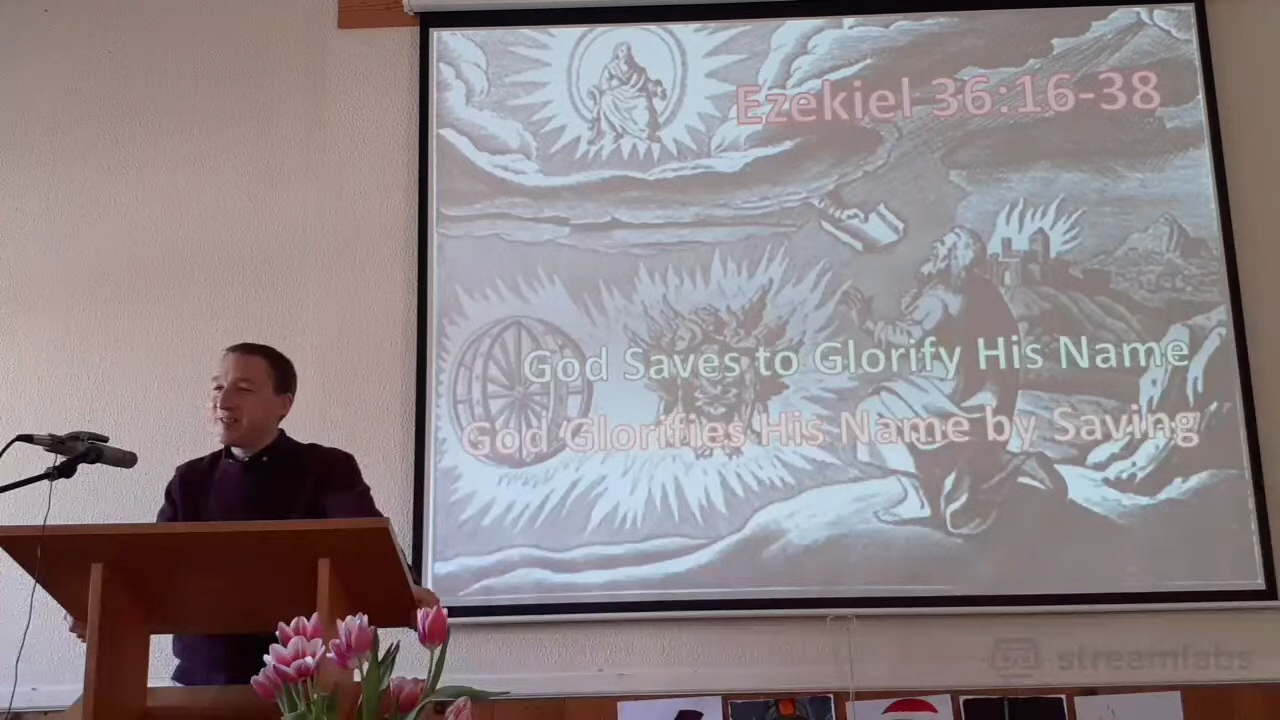 Ezekiel 36:16-38
God Saves to Glorify His Name
God Glorifies His Name by Saving
streamlabs